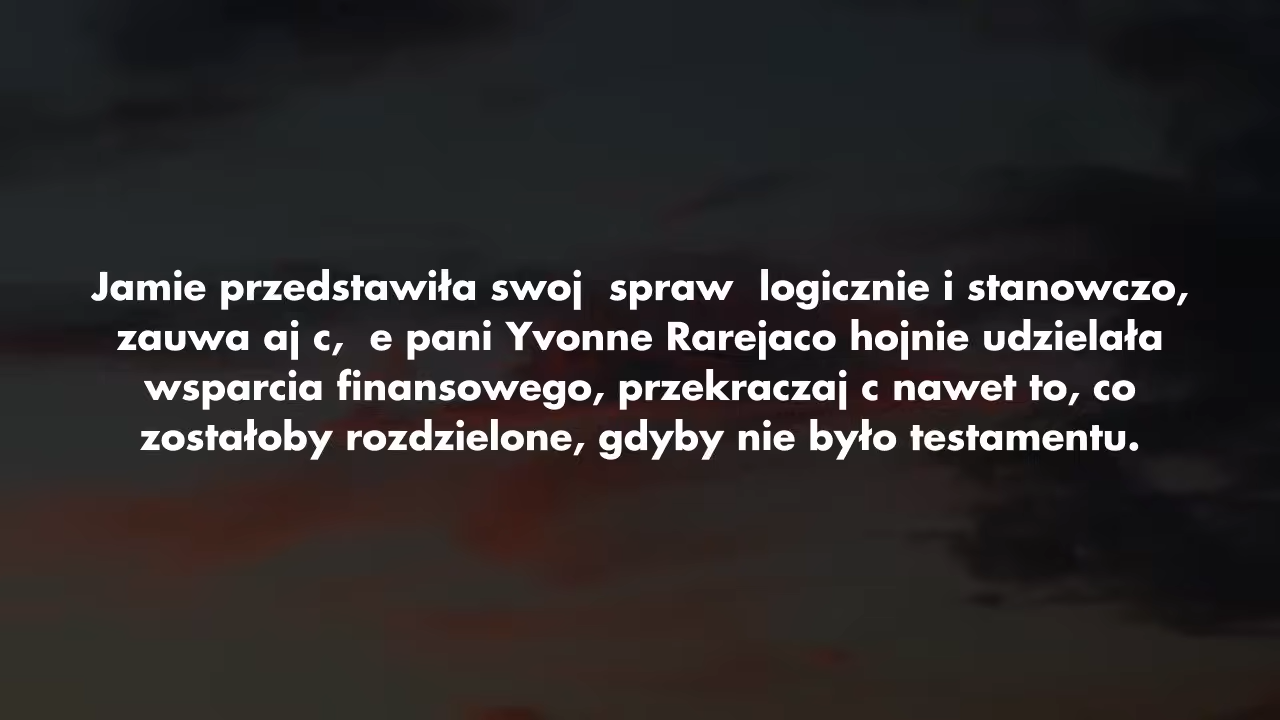 Jamie przedstawiła swoj  spraw  logicznie i stanowczo,
zauwa aj c,  e pani Yvonne Rarejaco hojnie udzielała
wsparcia finansowego, przekraczaj c nawet to, co
zostałoby rozdzielone, gdyby nie było testamentu.